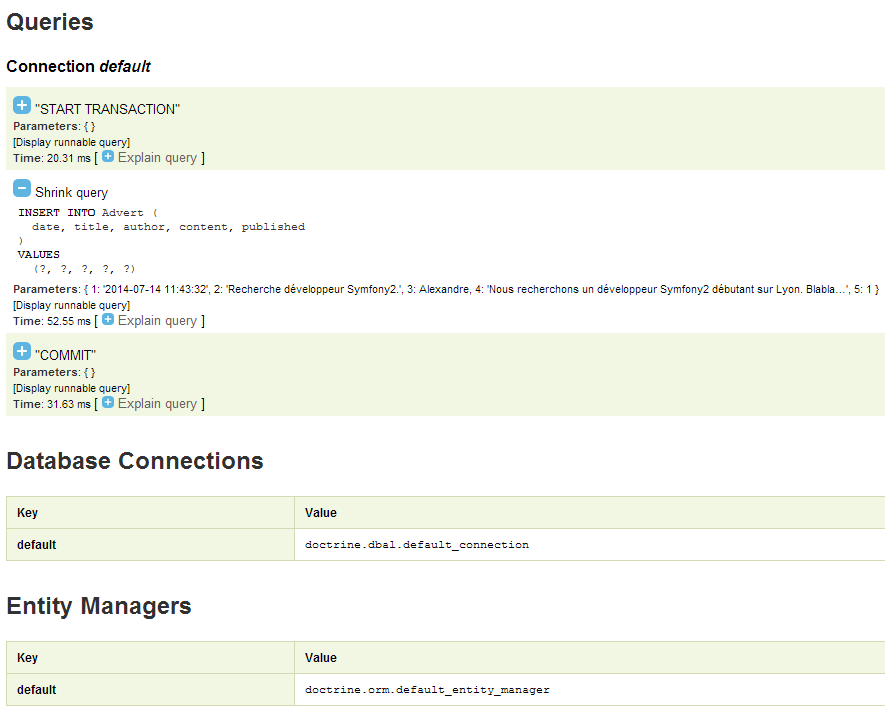 Queries
Connection default
"START TRANSACTION"
Parameters: { }
[Display runnable query]
Time: 20.31 ms [ Explain query ]
Shrink query
INSERT INTO Advert (
date, title, author, content, published
)
VALUES
(?, ?, ?, ?, ?)
Parameters: { 1: '2014-07-14 11:43:32', 2: 'Recherche développeur Symfony2.', 3: Alexandre, 4: 'Nous recherchons un développeur Symfony2 débutant sur Lyon. Blabla…', 5: 1 }
[Display runnable query]
Time: 52.55 ms [ Explain query ]
"COMMIT"
Parameters: { }
[Display runnable query]
Time: 31.63 ms [ Explain query ]
Database Connections
Key Value
default doctrine.dbal.default_connection
Entity Managers
Key Value
default doctrine.orm.default_entity_manager